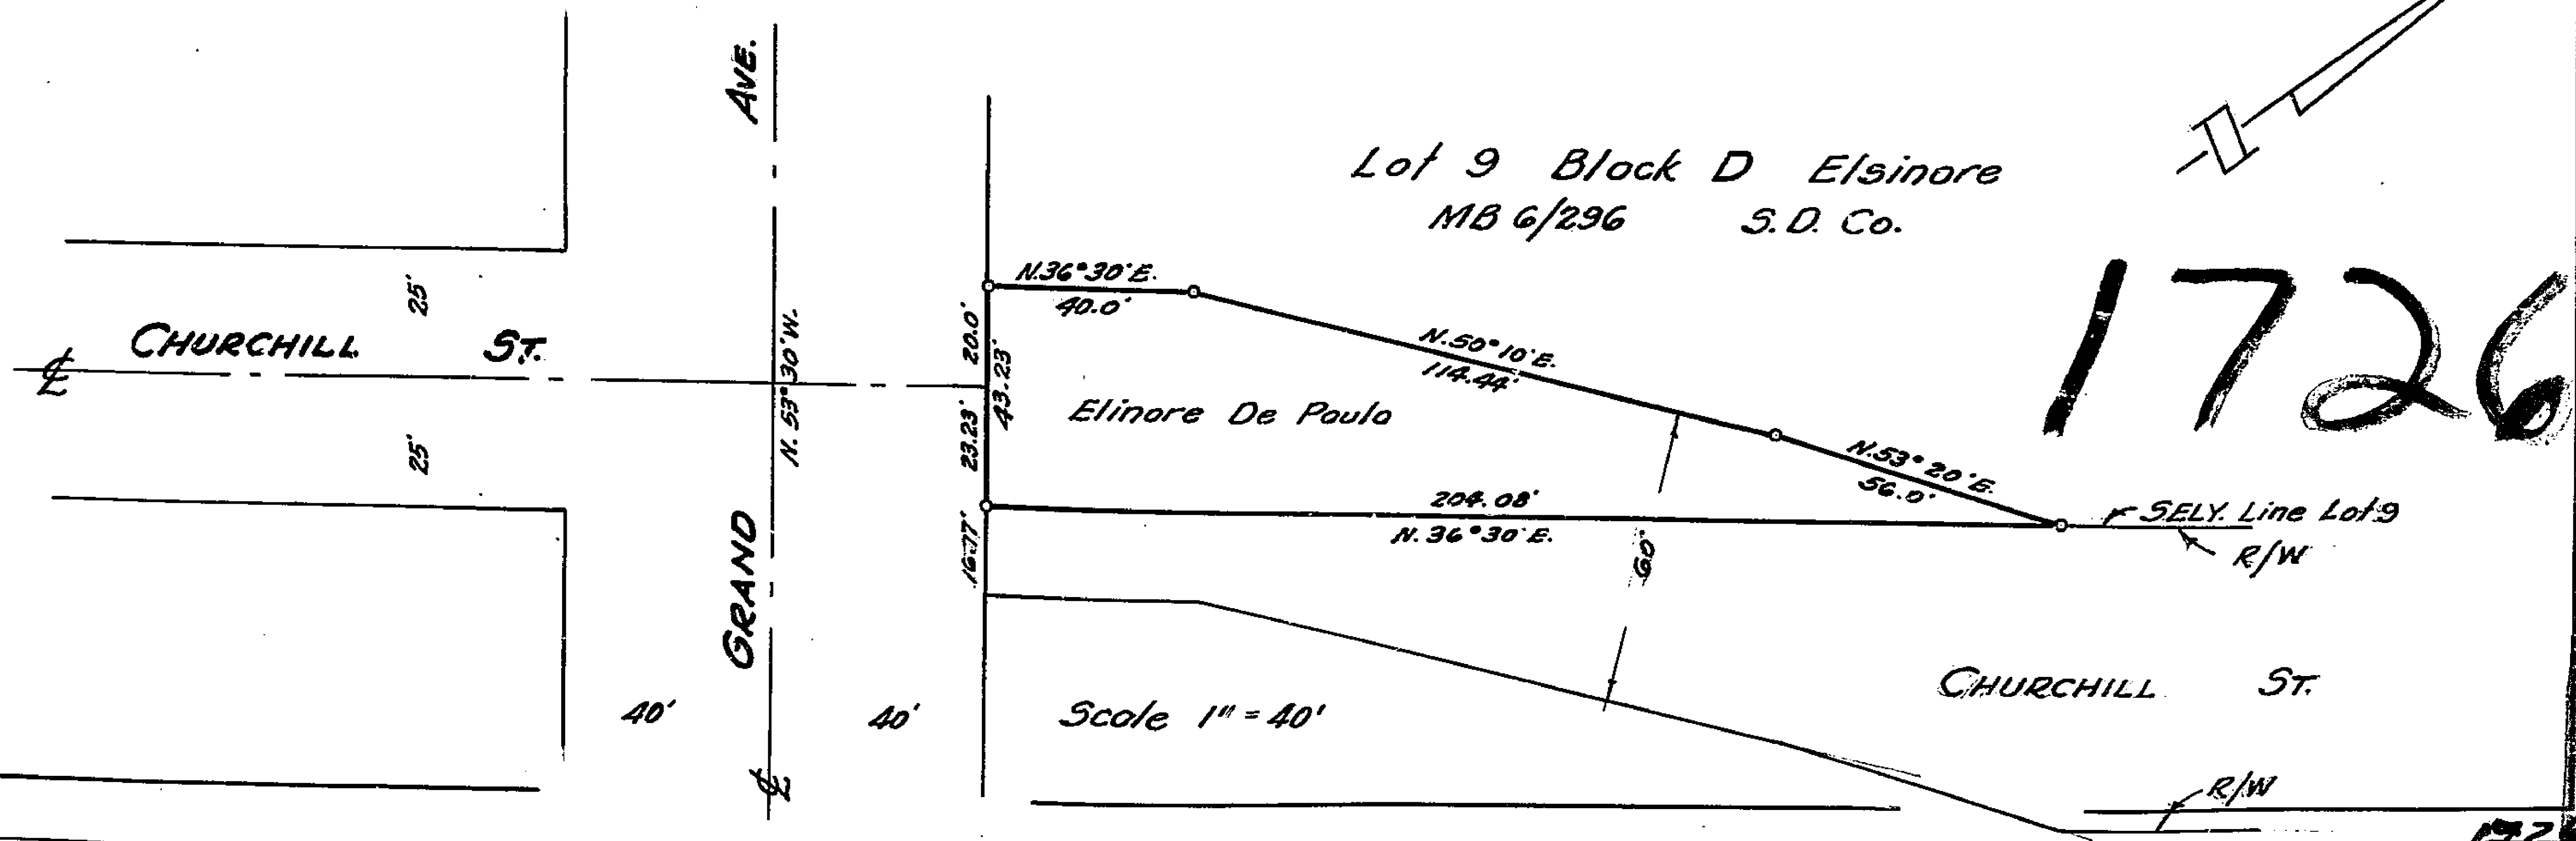 AVE.
Lot 9 Block D Elsinore
MB 6/296 S.D. Co.
1726
N.36°30'E.
40.0'
25'
CHURCHILL ST.
℄
N. 53°30'W.
20.0'
43.23'
23.23'
N.50°10'E.
114.44'
Elinore De Paula
25'
N.53°20'E.
56.0'
204.08'
N.36°30'E.
SELY. Line Lot 9
R/W
16.77'
60'
GRAND
40'
40'
Scale 1" = 40'
CHURCHILL ST.
℄
R/W